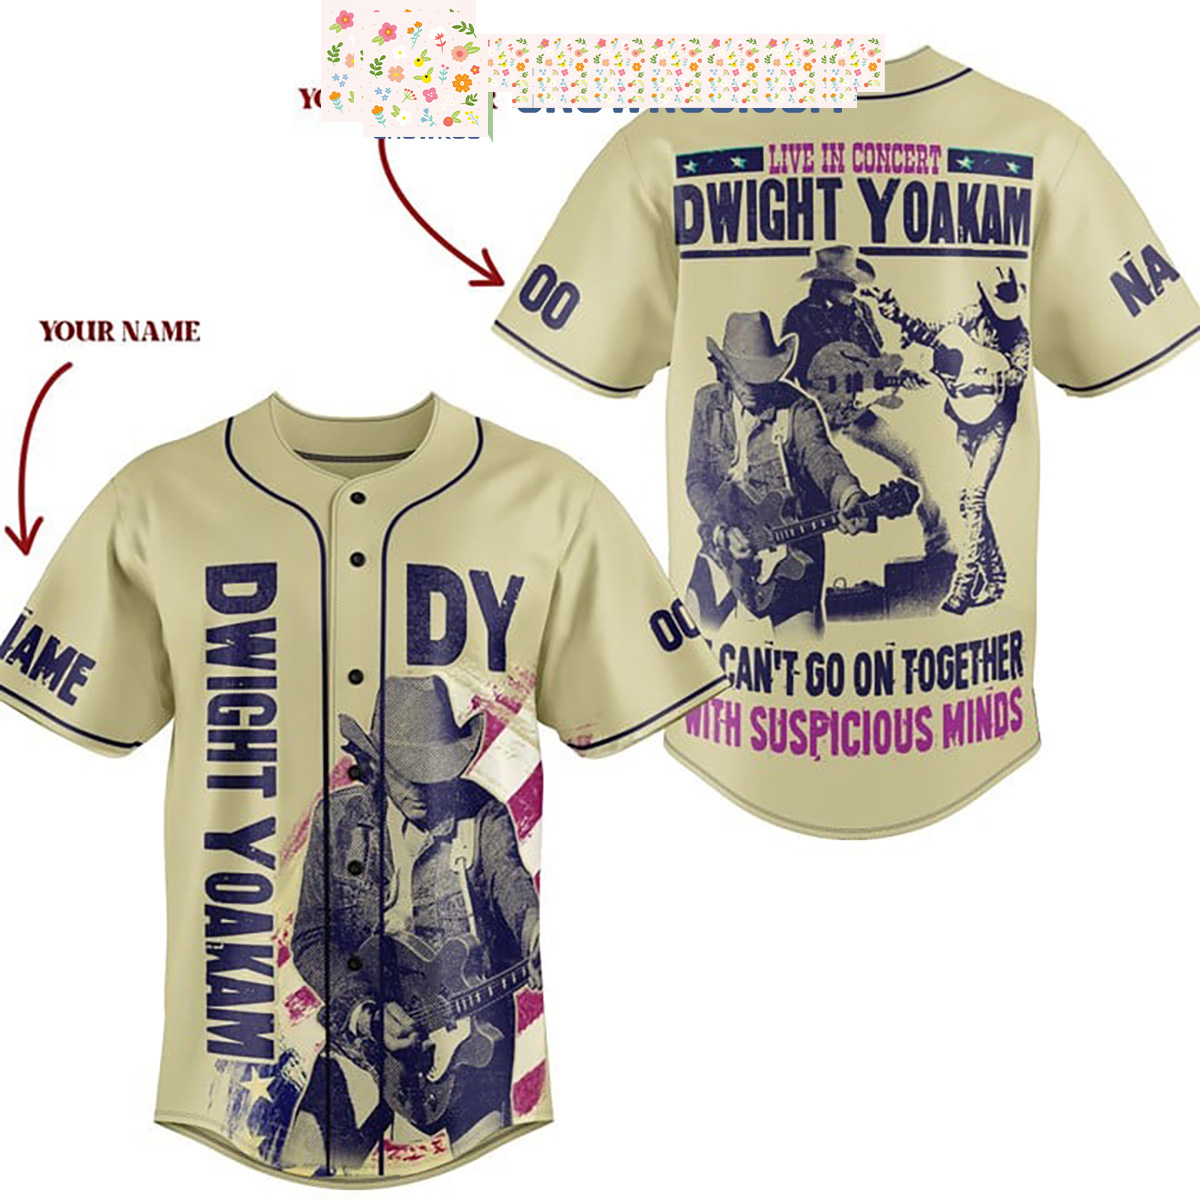 LIVE IN CONCERT
DWIGHT YOAKAM
00
NA
CAN'T GO ON TOGETHER
WITH SUSPICIOUS MINDS
YOUR NAME
NAME
DWIGHT YOAKAM
DY
00